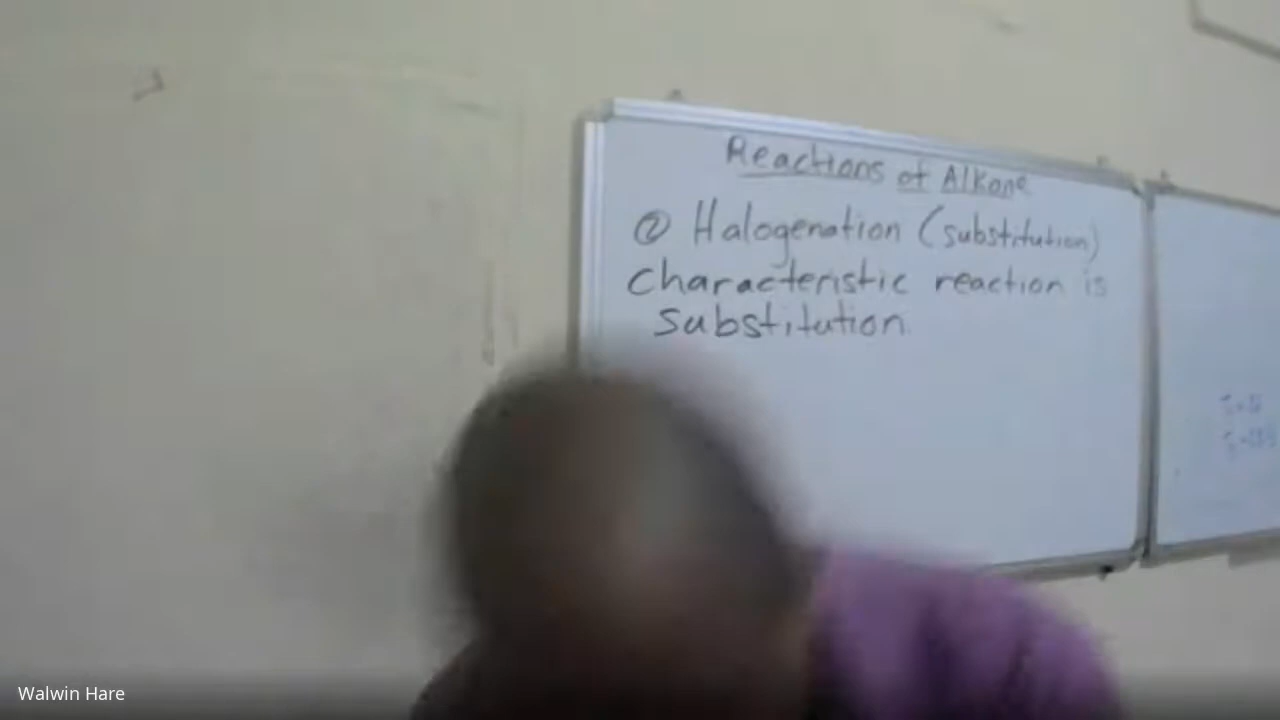 Reactions of Alkane
② Halogenation (substitution)
Characteristic reaction is
substitution.
Walwin Hare